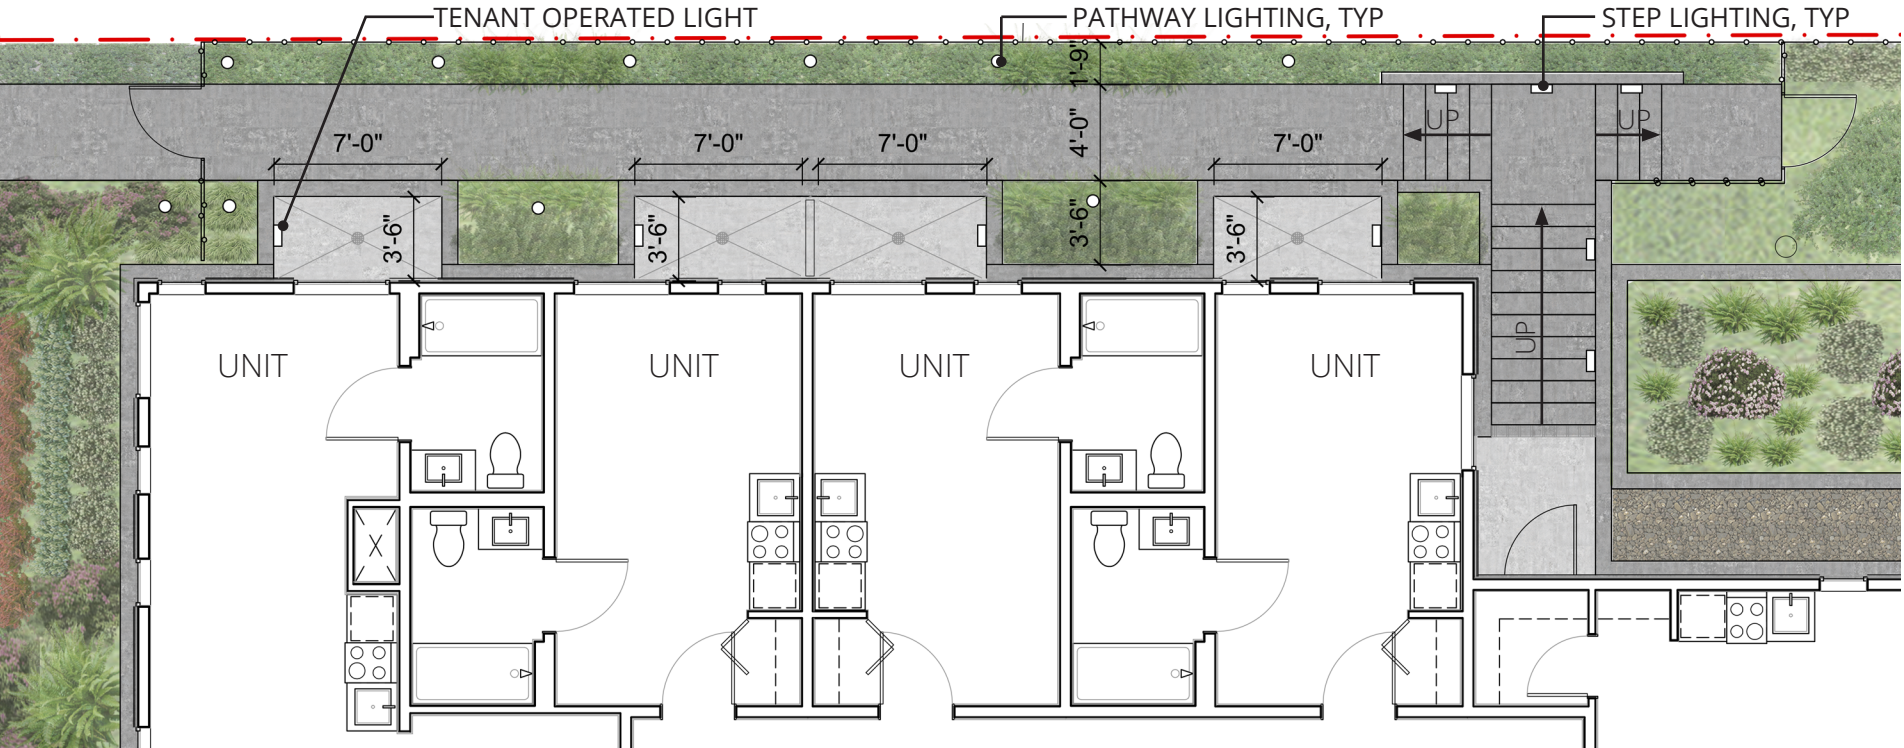 TENANT OPERATED LIGHT
PATHWAY LIGHTING, TYP
STEP LIGHTING, TYP
1'-9"
4'-0"
7'-0"
7'-0"
7'-0"
7'-0"
UP
UP
3'-6"
3'-6"
3'-6"
3'-6"
UP
UNIT
UNIT
UNIT
UNIT